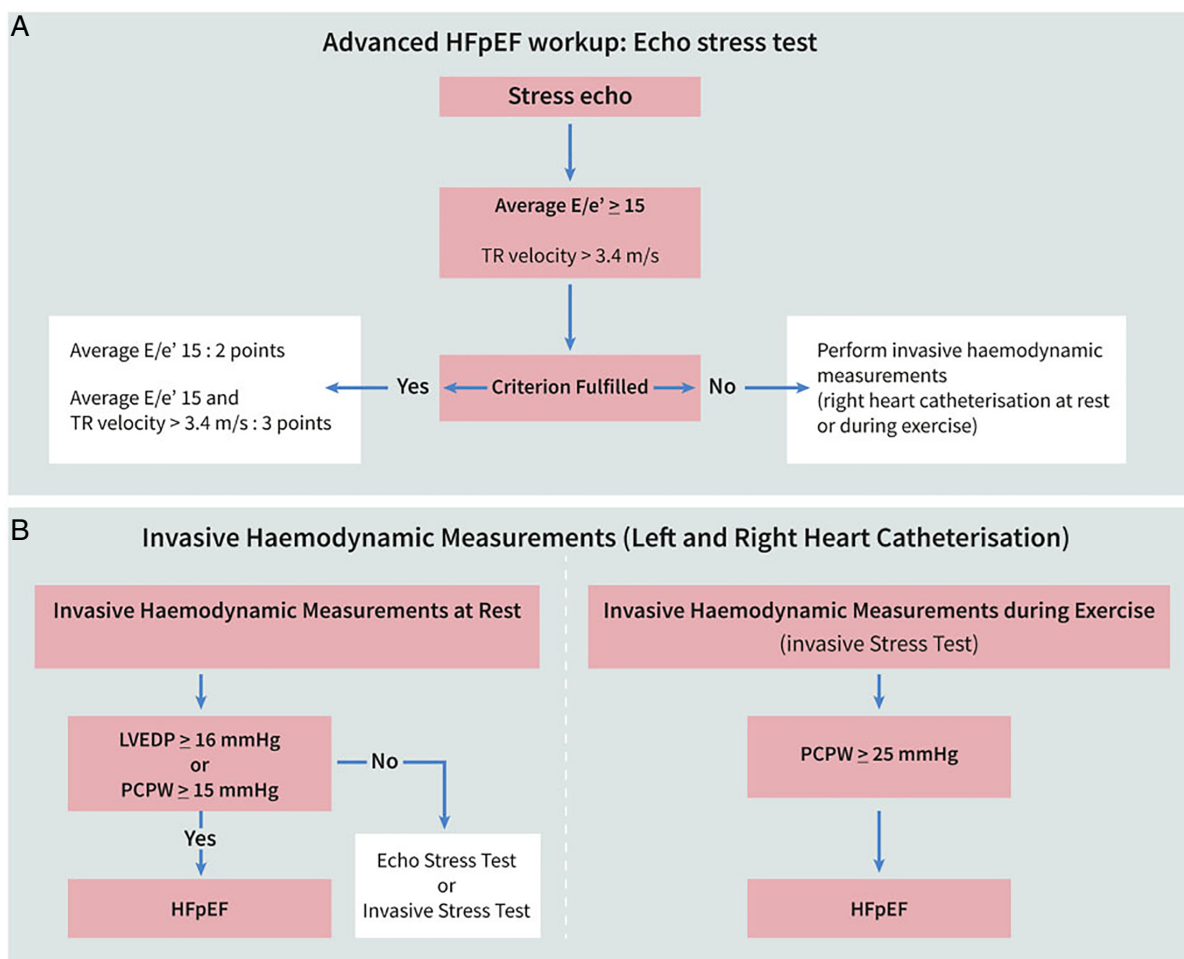 A
Advanced HFpEF workup: Echo stress test
Stress echo
Average E/e’ ≥ 15
TR velocity > 3.4 m/s
Average E/e’ 15 : 2 points
Average E/e’ 15 and
TR velocity > 3.4 m/s : 3 points
Yes
Criterion Fulfilled
No
Perform invasive haemodynamic
measurements
(right heart catheterisation at rest
or during exercise)
B
Invasive Haemodynamic Measurements (Left and Right Heart Catheterisation)
Invasive Haemodynamic Measurements at Rest
LVEDP ≥ 16 mmHg
or
PCPW ≥ 15 mmHg
No
Yes
Echo Stress Test
or
Invasive Stress Test
HFpEF
Invasive Haemodynamic Measurements during Exercise
(invasive Stress Test)
PCPW ≥ 25 mmHg
HFpEF